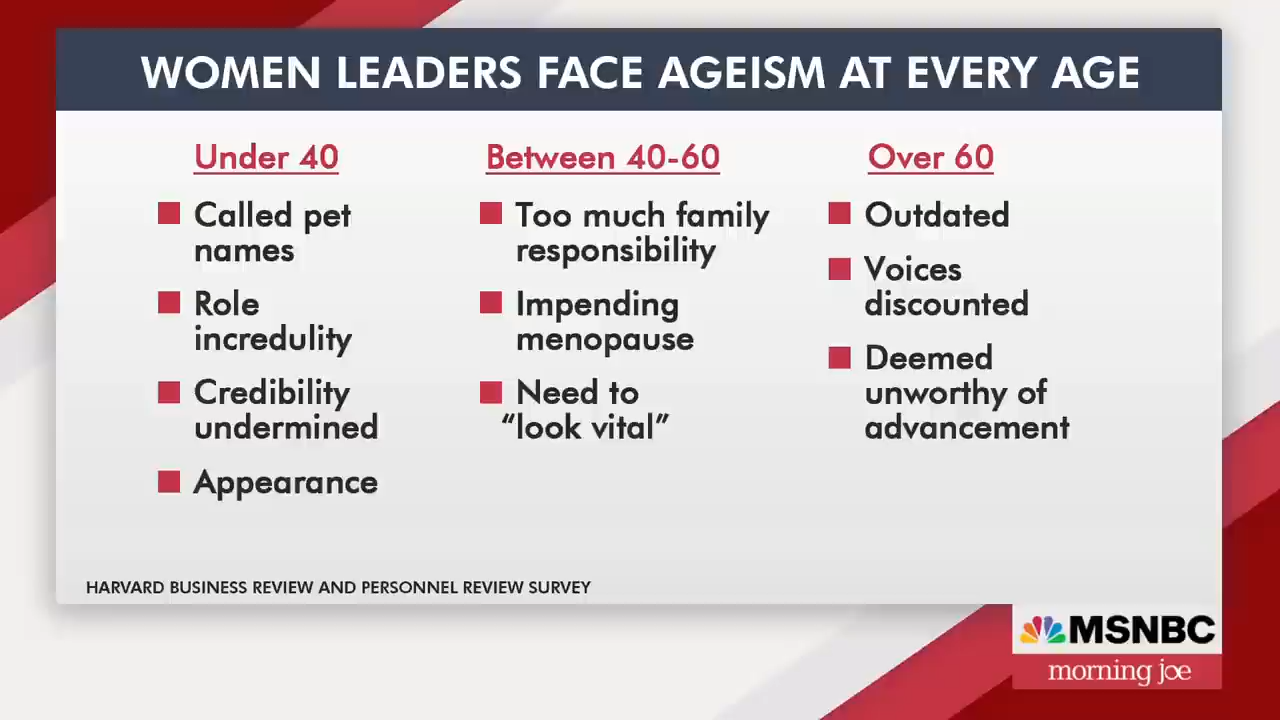 WOMEN LEADERS FACE AGEISM AT EVERY AGE
Under 40
Called pet
names
Role
incredulity
Credibility
undermined
Appearance
Between 40-60
Too much family
responsibility
Impending
menopause
Need to
“look vital”
Over 60
Outdated
Voices
discounted
Deemed
unworthy of
advancement
HARVARD BUSINESS REVIEW AND PERSONNEL REVIEW SURVEY
MSNBC
morning joe